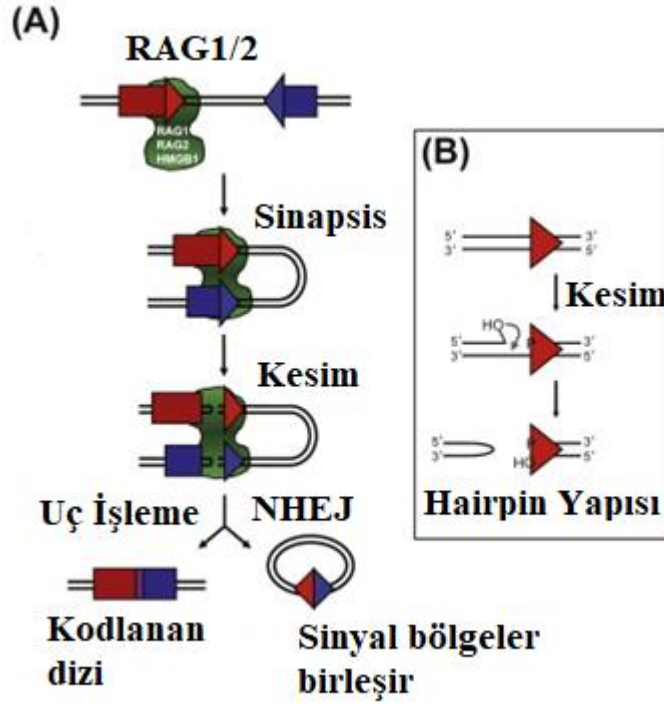 (A)
RAG1/2
RAG1
RAG2
HMGB1
Sinapsis
Kesim
Uç İşleme
NHEJ
Kodlanan
dizi
Sinyal bölgeler
birleşir
(B)
5' 3'
3' 5'
Kesim
HO P
5' 3'
3' 5'
5' P 3'
3' HO 5'
Hairpin Yapısı